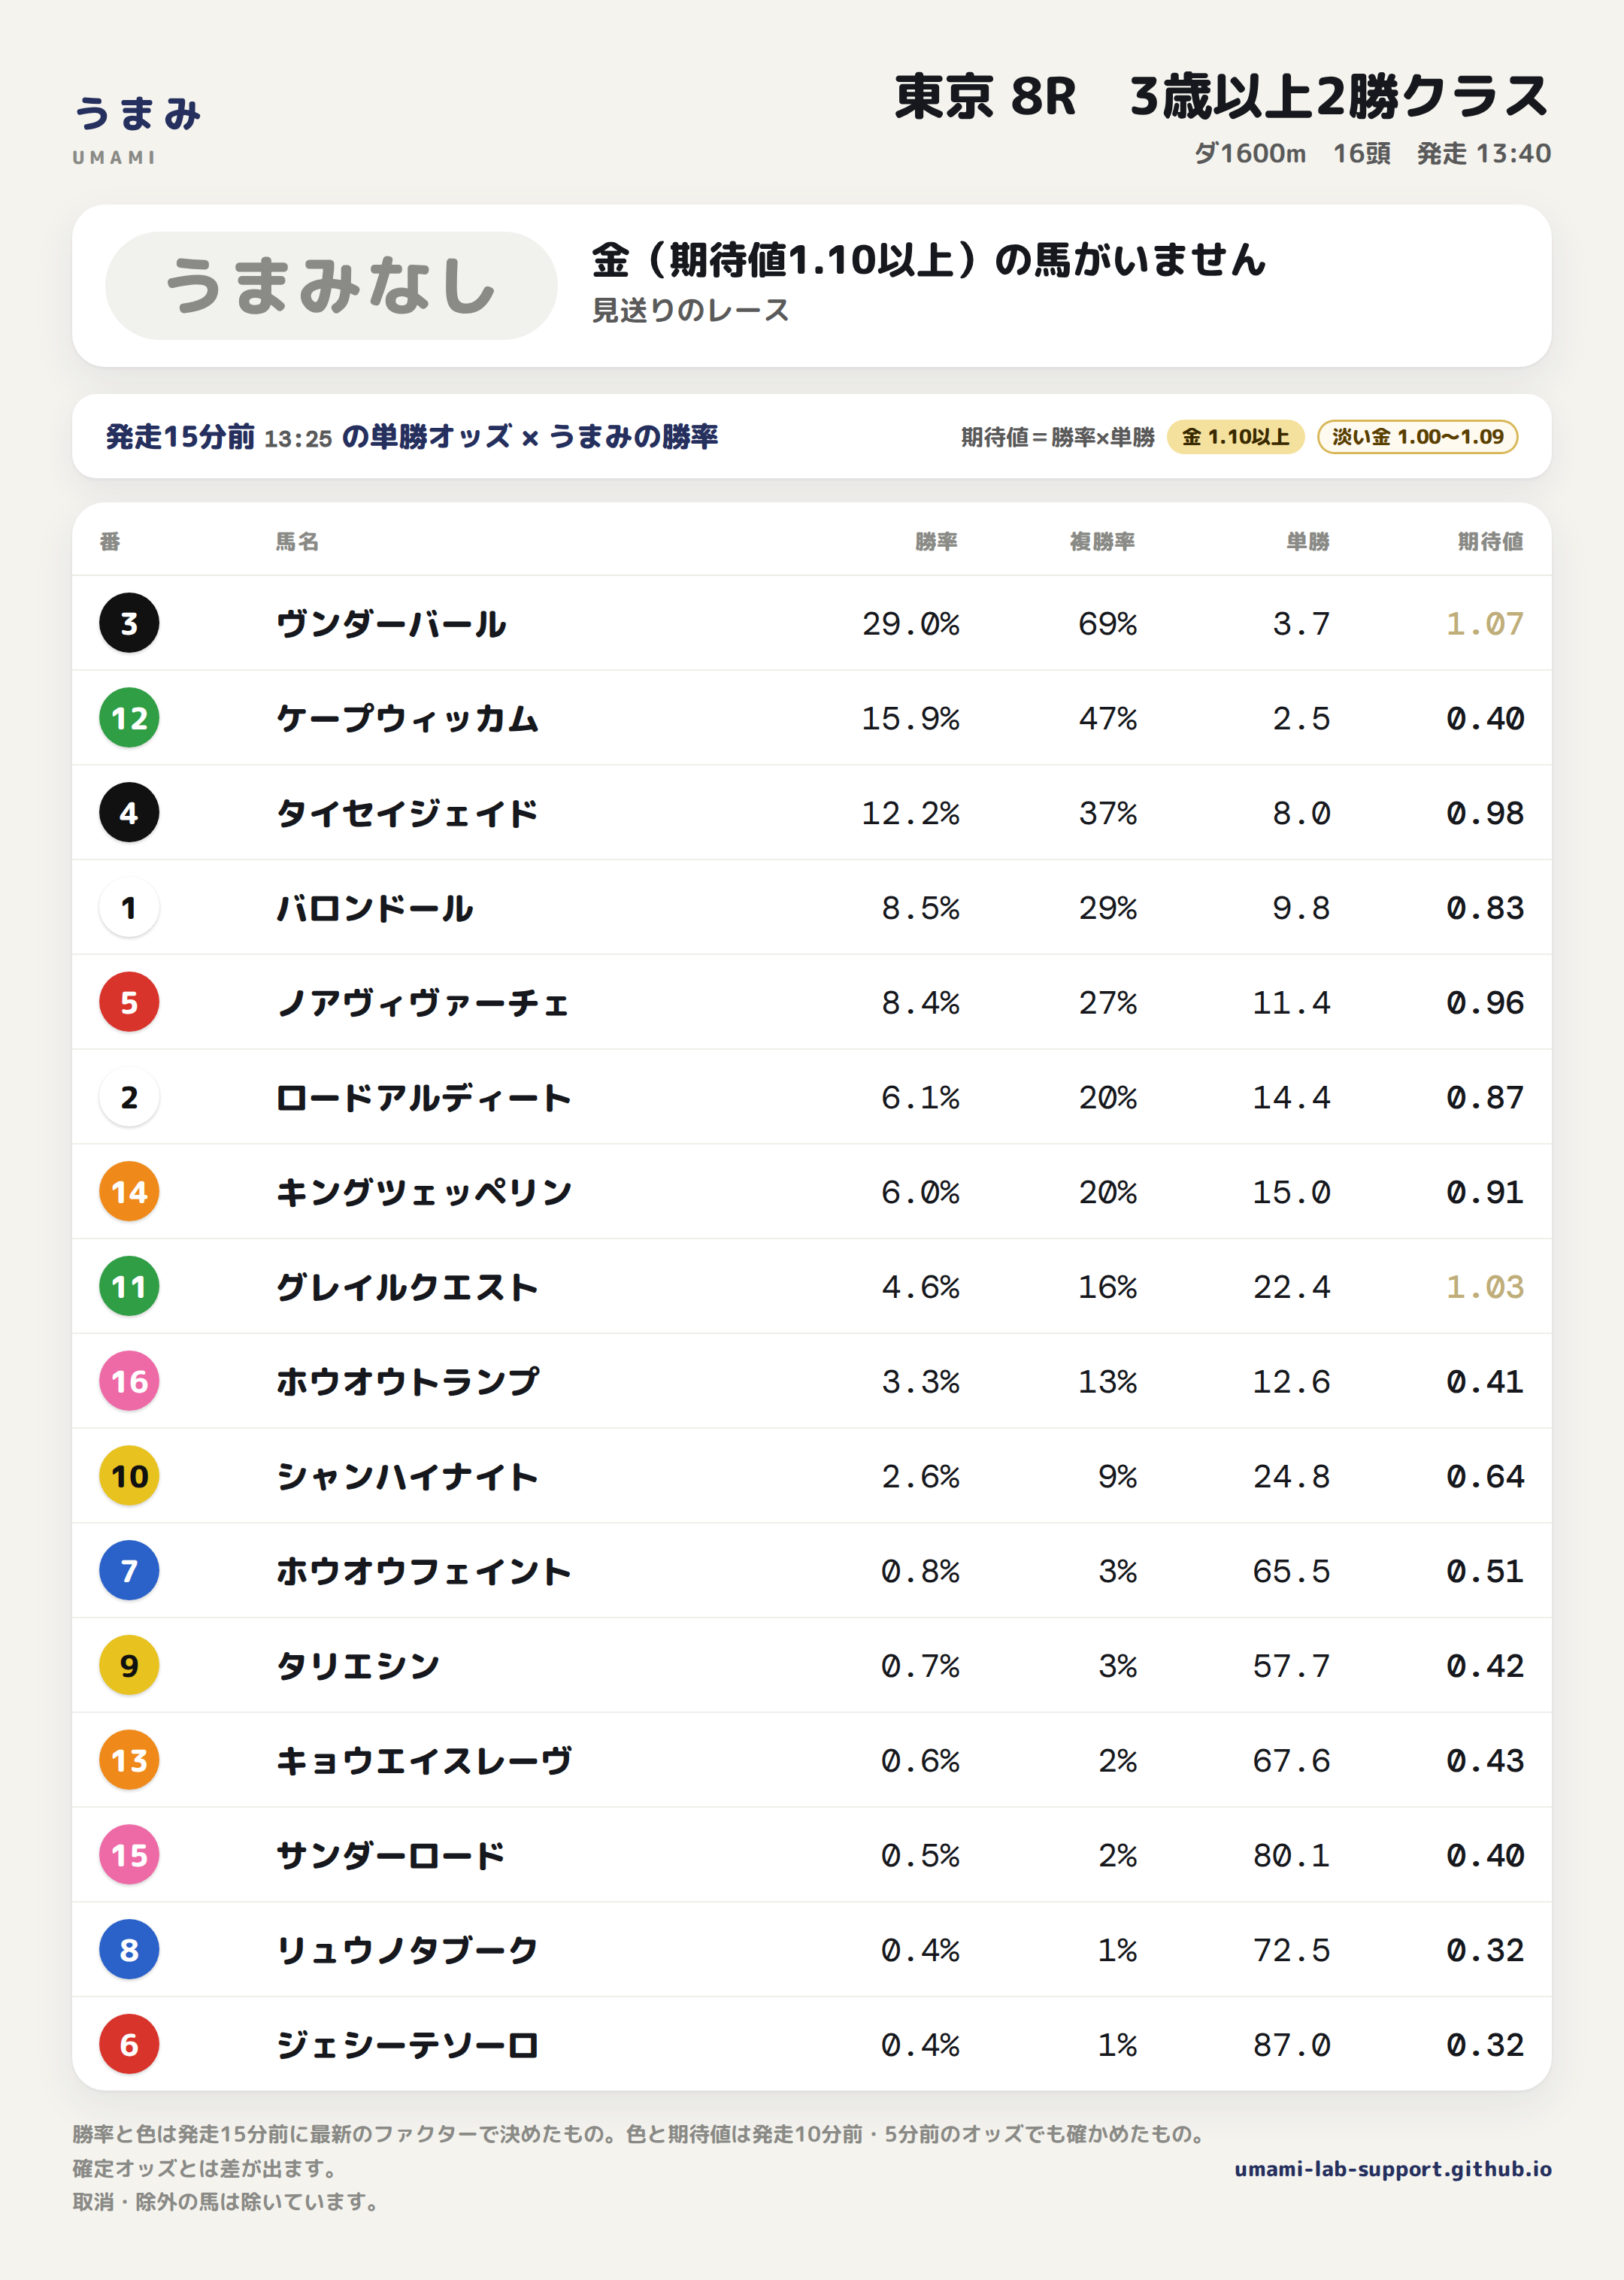 うまみ
UMAMI
東京 8R　3歳以上2勝クラス
ダ1600m　16頭　発走 13:40
うまみなし
金（期待値1.10以上）の馬がいません
見送りのレース
発走15分前 13:25 の単勝オッズ × うまみの勝率
期待値＝勝率×単勝 金 1.10以上 淡い金 1.00〜1.09
番 馬名 勝率 複勝率 単勝 期待値
3 ヴンダーバール 29.0% 69% 3.7 1.07
12 ケープウィッカム 15.9% 47% 2.5 0.40
4 タイセイジェイド 12.2% 37% 8.0 0.98
1 バロンドール 8.5% 29% 9.8 0.83
5 ノアヴィヴァーチェ 8.4% 27% 11.4 0.96
2 ロードアルディート 6.1% 20% 14.4 0.87
14 キングツェッペリン 6.0% 20% 15.0 0.91
11 グレイルクエスト 4.6% 16% 22.4 1.03
16 ホウオウトランプ 3.3% 13% 12.6 0.41
10 シャンハイナイト 2.6% 9% 24.8 0.64
7 ホウオウフェイント 0.8% 3% 65.5 0.51
9 タリエシン 0.7% 3% 57.7 0.42
13 キョウエイスレーヴ 0.6% 2% 67.6 0.43
15 サンダーロード 0.5% 2% 80.1 0.40
8 リュウノタブーク 0.4% 1% 72.5 0.32
6 ジェシーテソーロ 0.4% 1% 87.0 0.32
勝率と色は発走15分前に最新のファクターで決めたもの。色と期待値は発走10分前・5分前のオッズでも確かめたもの。
確定オッズとは差が出ます。
取消・除外の馬は除いています。
umami-lab-support.github.io